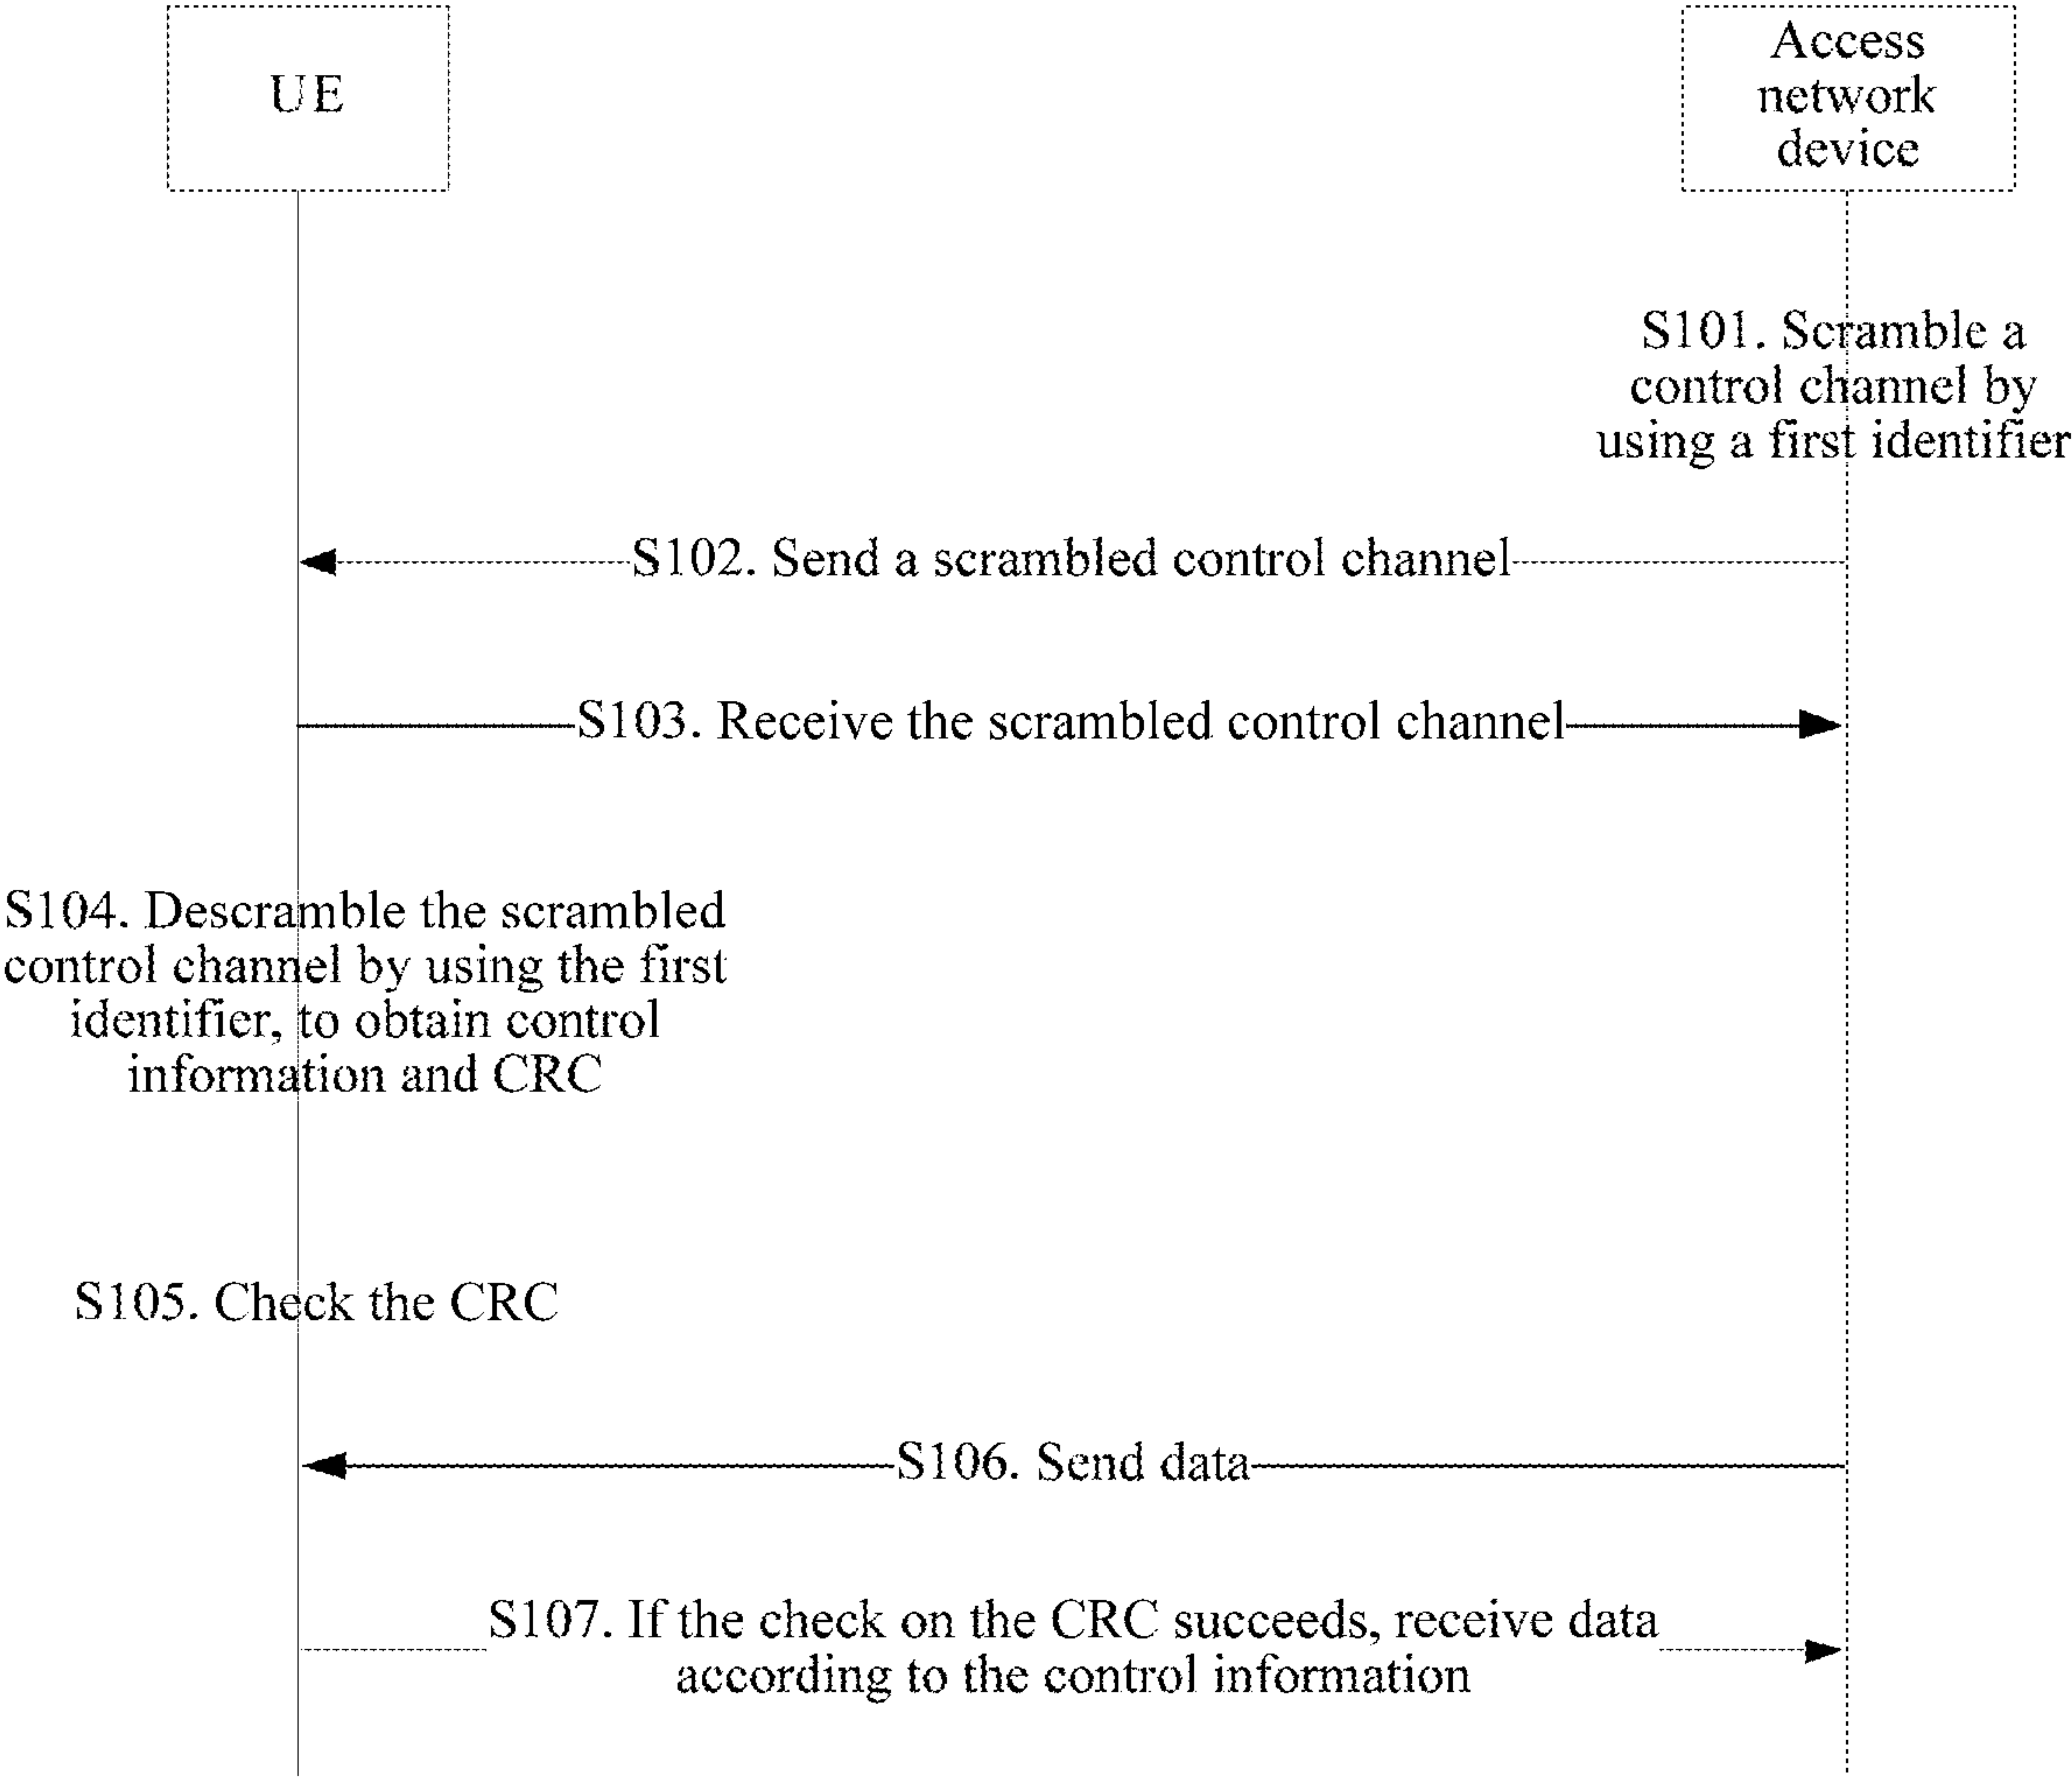 UE
Access
network
device
S101. Scramble a
control channel by
using a first identifier
S102. Send a scrambled control channel
S103. Receive the scrambled control channel
S104. Descramble the scrambled
control channel by using the first
identifier, to obtain control
information and CRC
S105. Check the CRC
S106. Send data
S107. If the check on the CRC succeeds, receive data
according to the control information